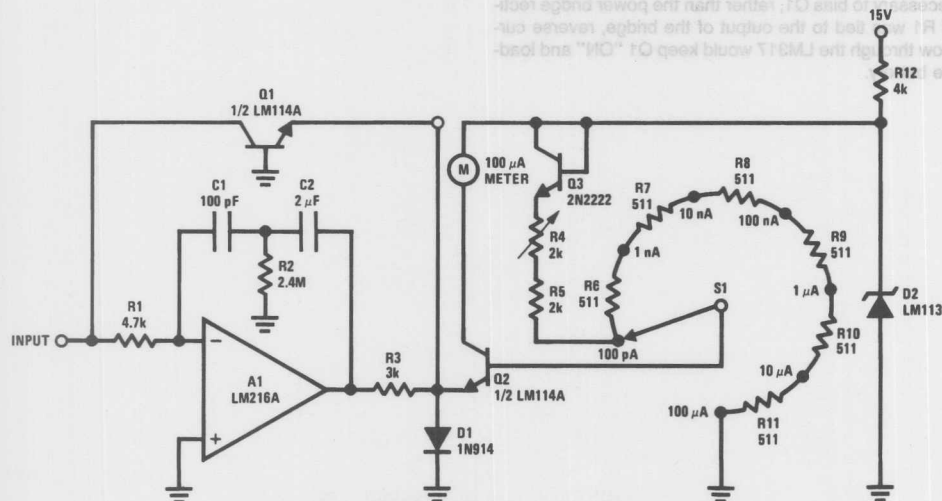 15V
R12
4k
Q1
1/2 LM114A
M
100 μA
METER
Q3
2N2222
R8
511
R7
511
10 nA
100 nA
C1
100 pF
C2
2 μF
R4
2k
1 nA
R9
511
R2
2.4M
R6
511
S1
1 μA
D2
LM113
R1
4.7k
R5
2k
INPUT
−
A1
LM216A
+
R3
3k
100 pA
R10
511
Q2
1/2 LM114A
10 μA
100 μA
R11
511
D1
1N914